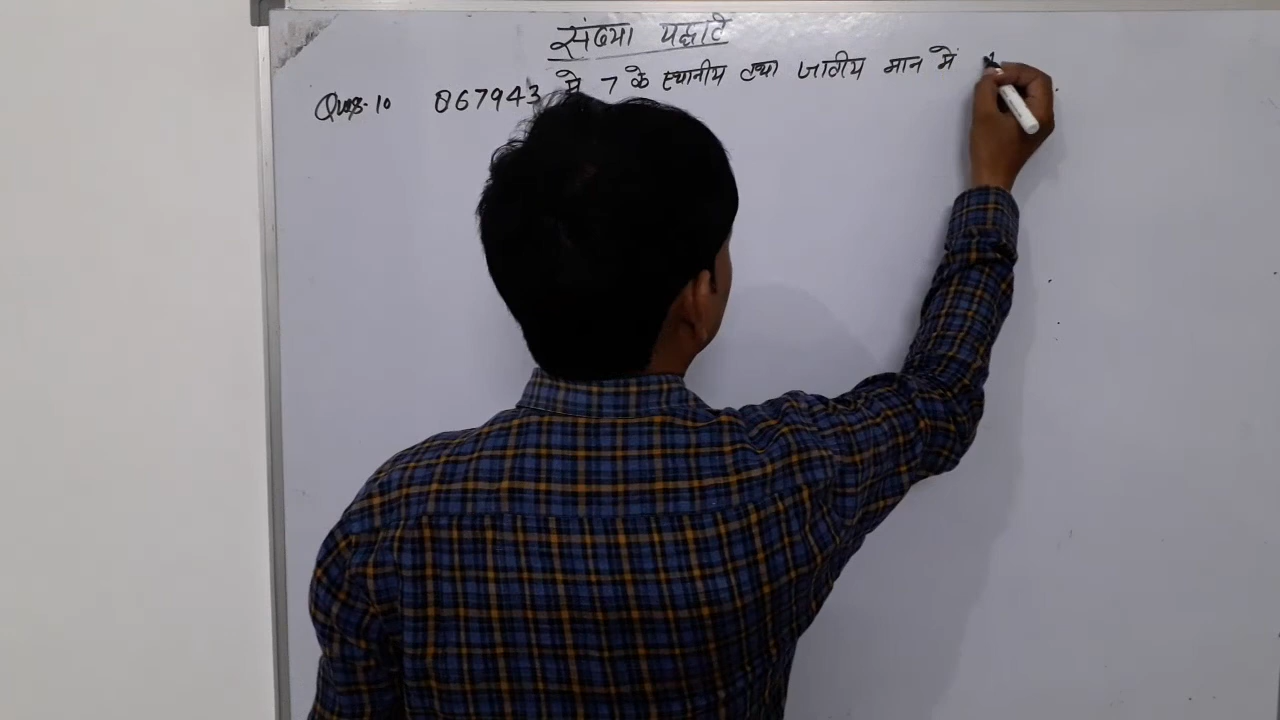 संख्या पद्धति
Ques-10 867943 में 7 के स्थानीय तथा जातीय मान में